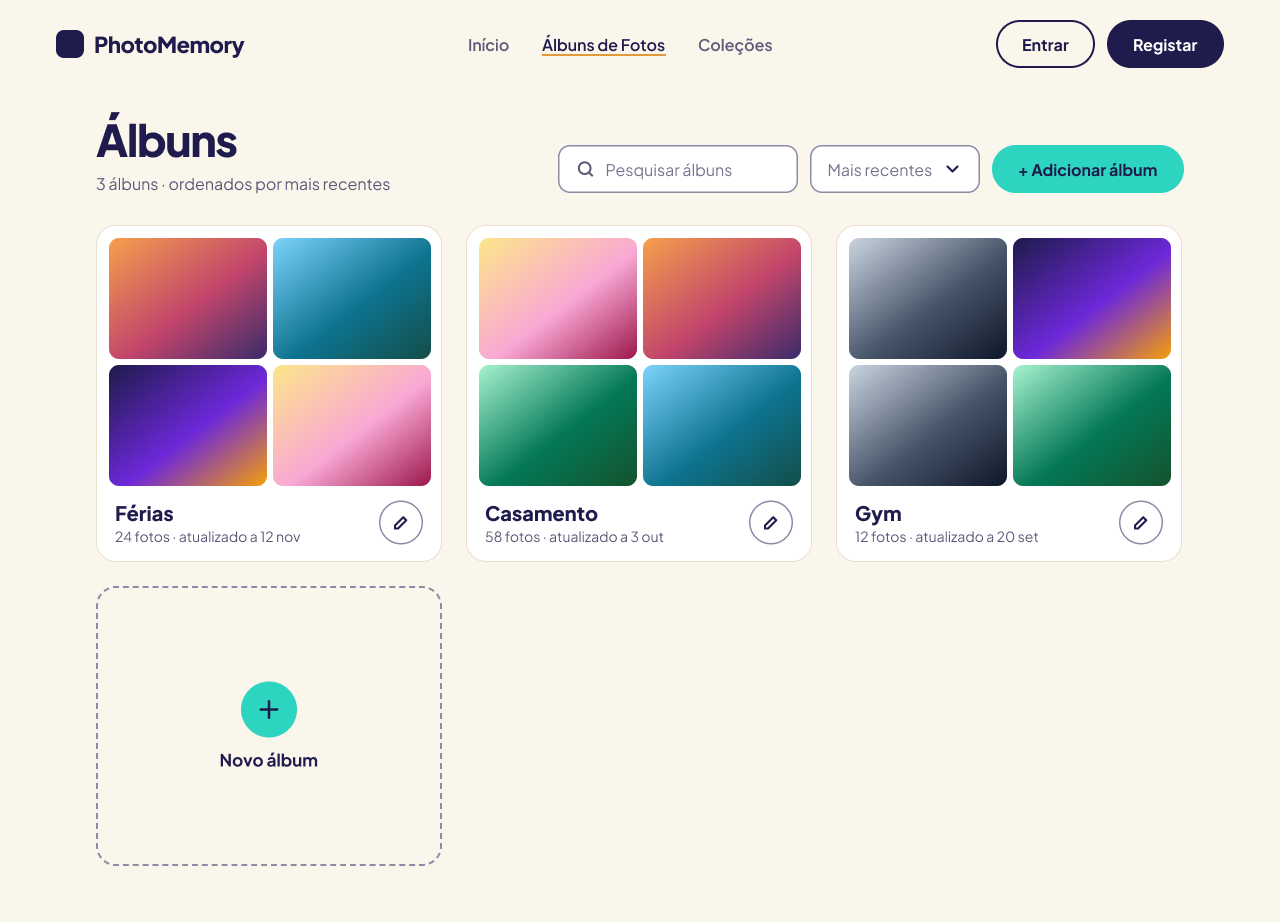 PhotoMemory
Início
Álbuns de Fotos
Coleções
Entrar
Registar
Álbuns
3 álbuns · ordenados por mais recentes
Pesquisar álbuns
Mais recentes
+ Adicionar álbum
Férias
24 fotos · atualizado a 12 nov
Casamento
58 fotos · atualizado a 3 out
Gym
12 fotos · atualizado a 20 set
Novo álbum